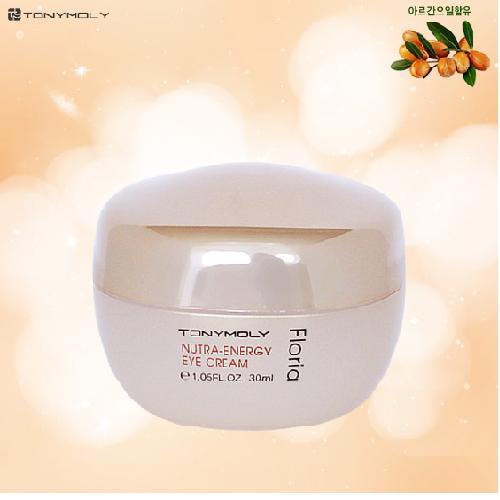 TONYMOLY
아르간오일함유
TONYMOLY
NUTRA-ENERGY
EYE CREAM
℮1.05FL.OZ. 30ml
Floria